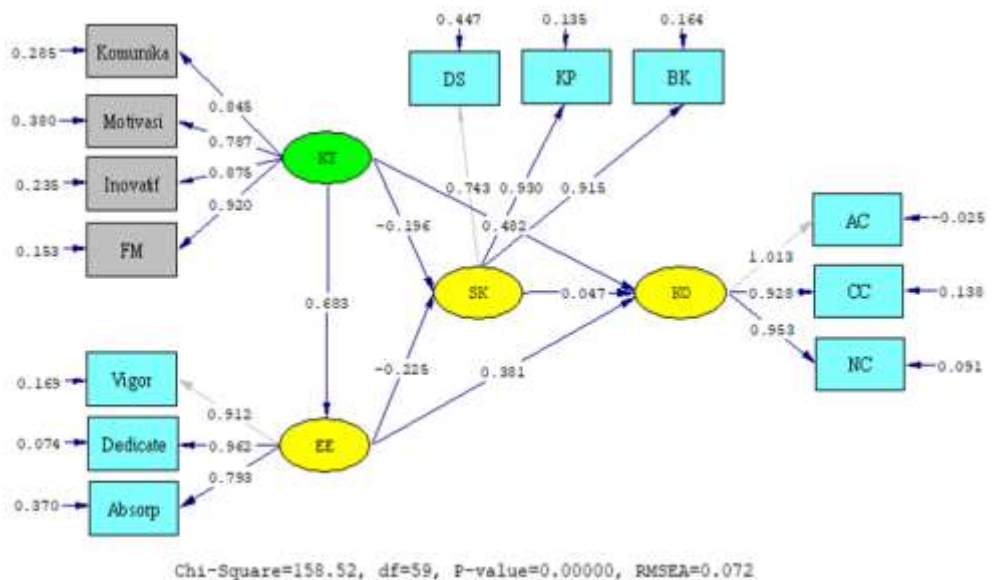 0.447
0.135
0.164
0.285
Komunika
DS
KP
BK
0.380
Motivasi
0.845
0.787
0.235
Inovatif
0.875
KT
0.920
0.153
FM
0.743
0.930
0.915
-0.196
0.482
AC
-0.025
1.013
SK
0.047
KO
0.928
CC
0.138
0.683
0.953
NC
0.091
-0.225
0.381
0.169
Vigor
0.912
0.074
Dedicate
0.962
EE
0.793
0.370
Absorp
Chi-Square=158.52, df=59, P-value=0.00000, RMSEA=0.072